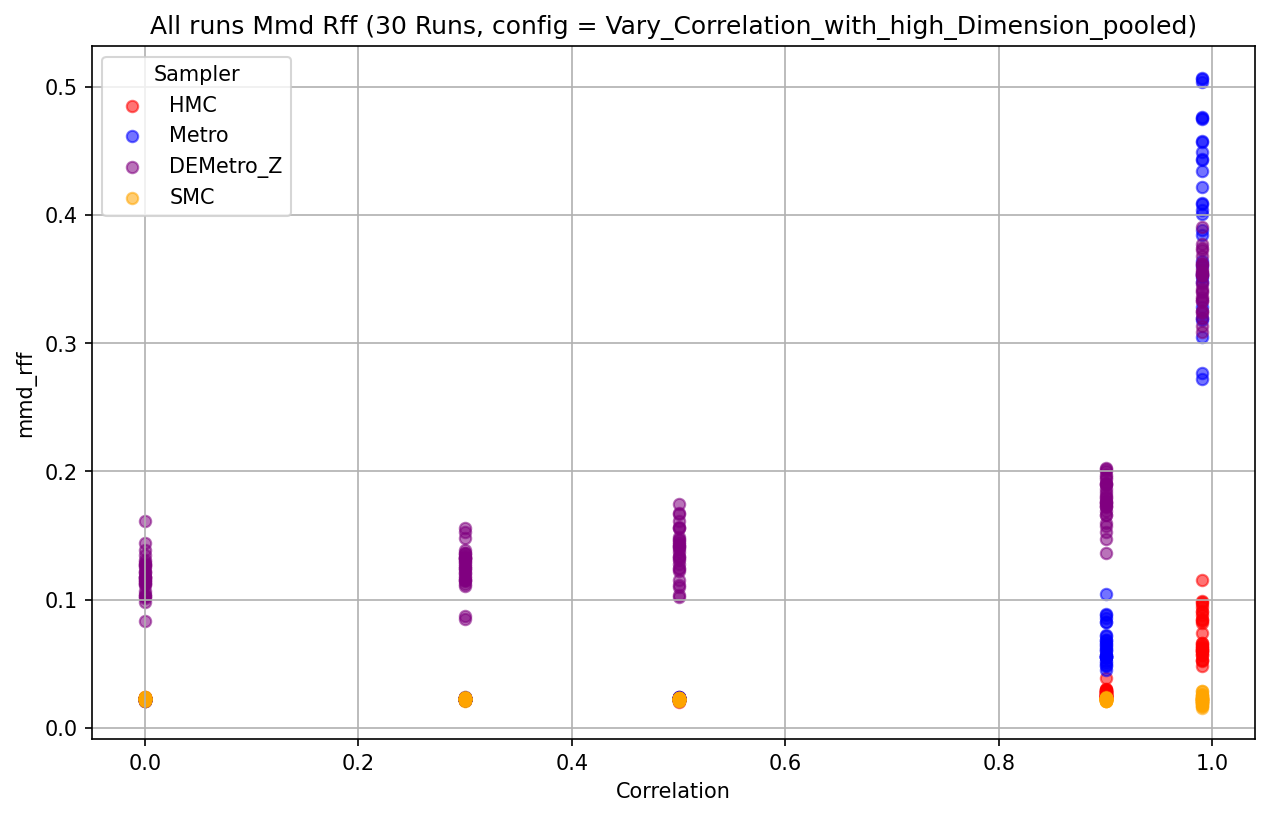 All runs Mmd Rff (30 Runs, config = Vary_Correlation_with_high_Dimension_pooled)
Sampler
HMC
Metro
DEMetro_Z
SMC
0.5
0.4
0.3
0.2
0.1
0.0
mmd_rff
0.0 0.2 0.4 0.6 0.8 1.0
Correlation